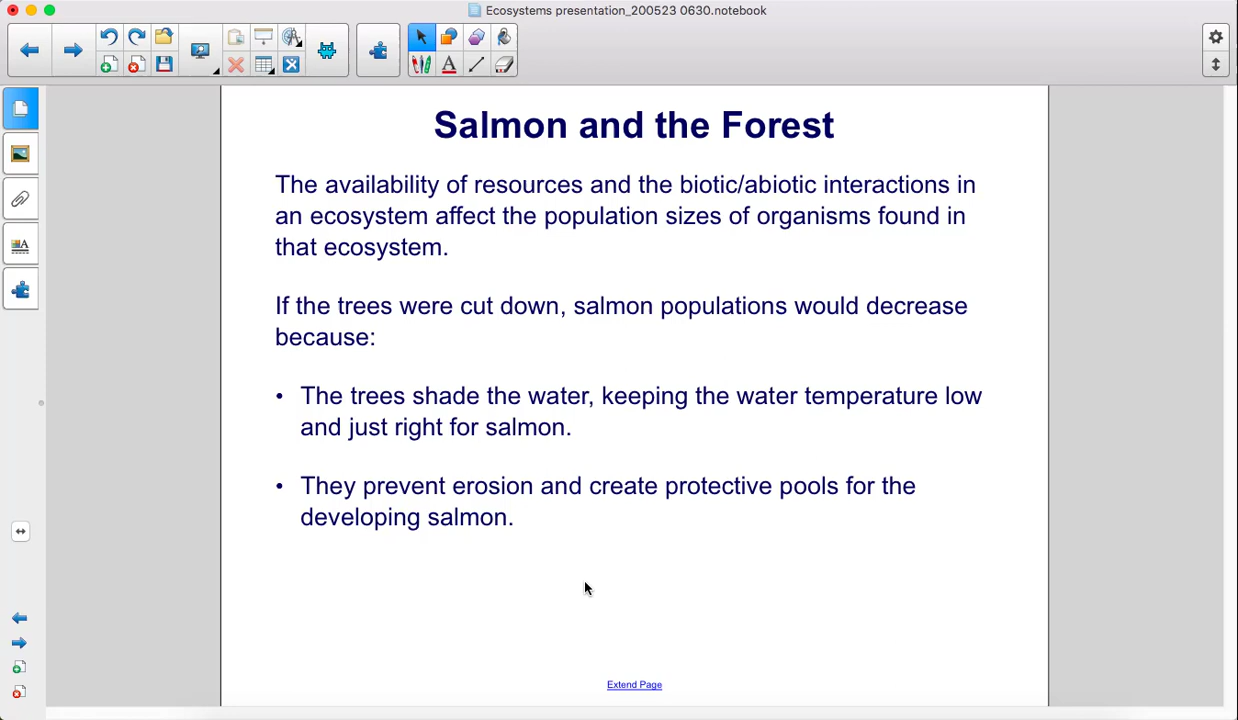 Ecosystems presentation_200523 0630.notebook
Salmon and the Forest
The availability of resources and the biotic/abiotic interactions in
an ecosystem affect the population sizes of organisms found in
that ecosystem.
If the trees were cut down, salmon populations would decrease
because:
• The trees shade the water, keeping the water temperature low
and just right for salmon.
• They prevent erosion and create protective pools for the
developing salmon.
Extend Page